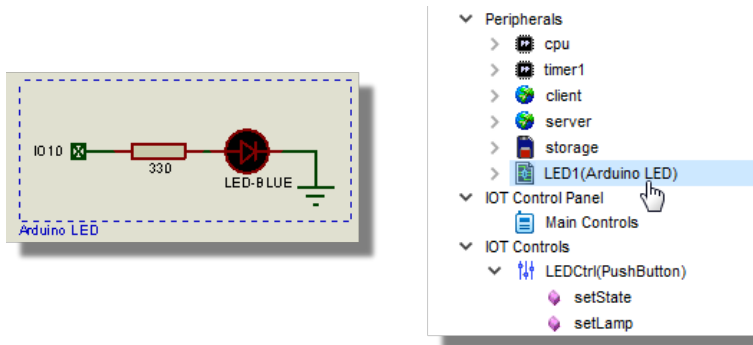 IO10
330
LED-BLUE
Arduino LED
Peripherals
cpu
timer1
client
server
storage
LED1(Arduino LED)
IOT Control Panel
Main Controls
IOT Controls
LEDCtrl(PushButton)
setState
setLamp